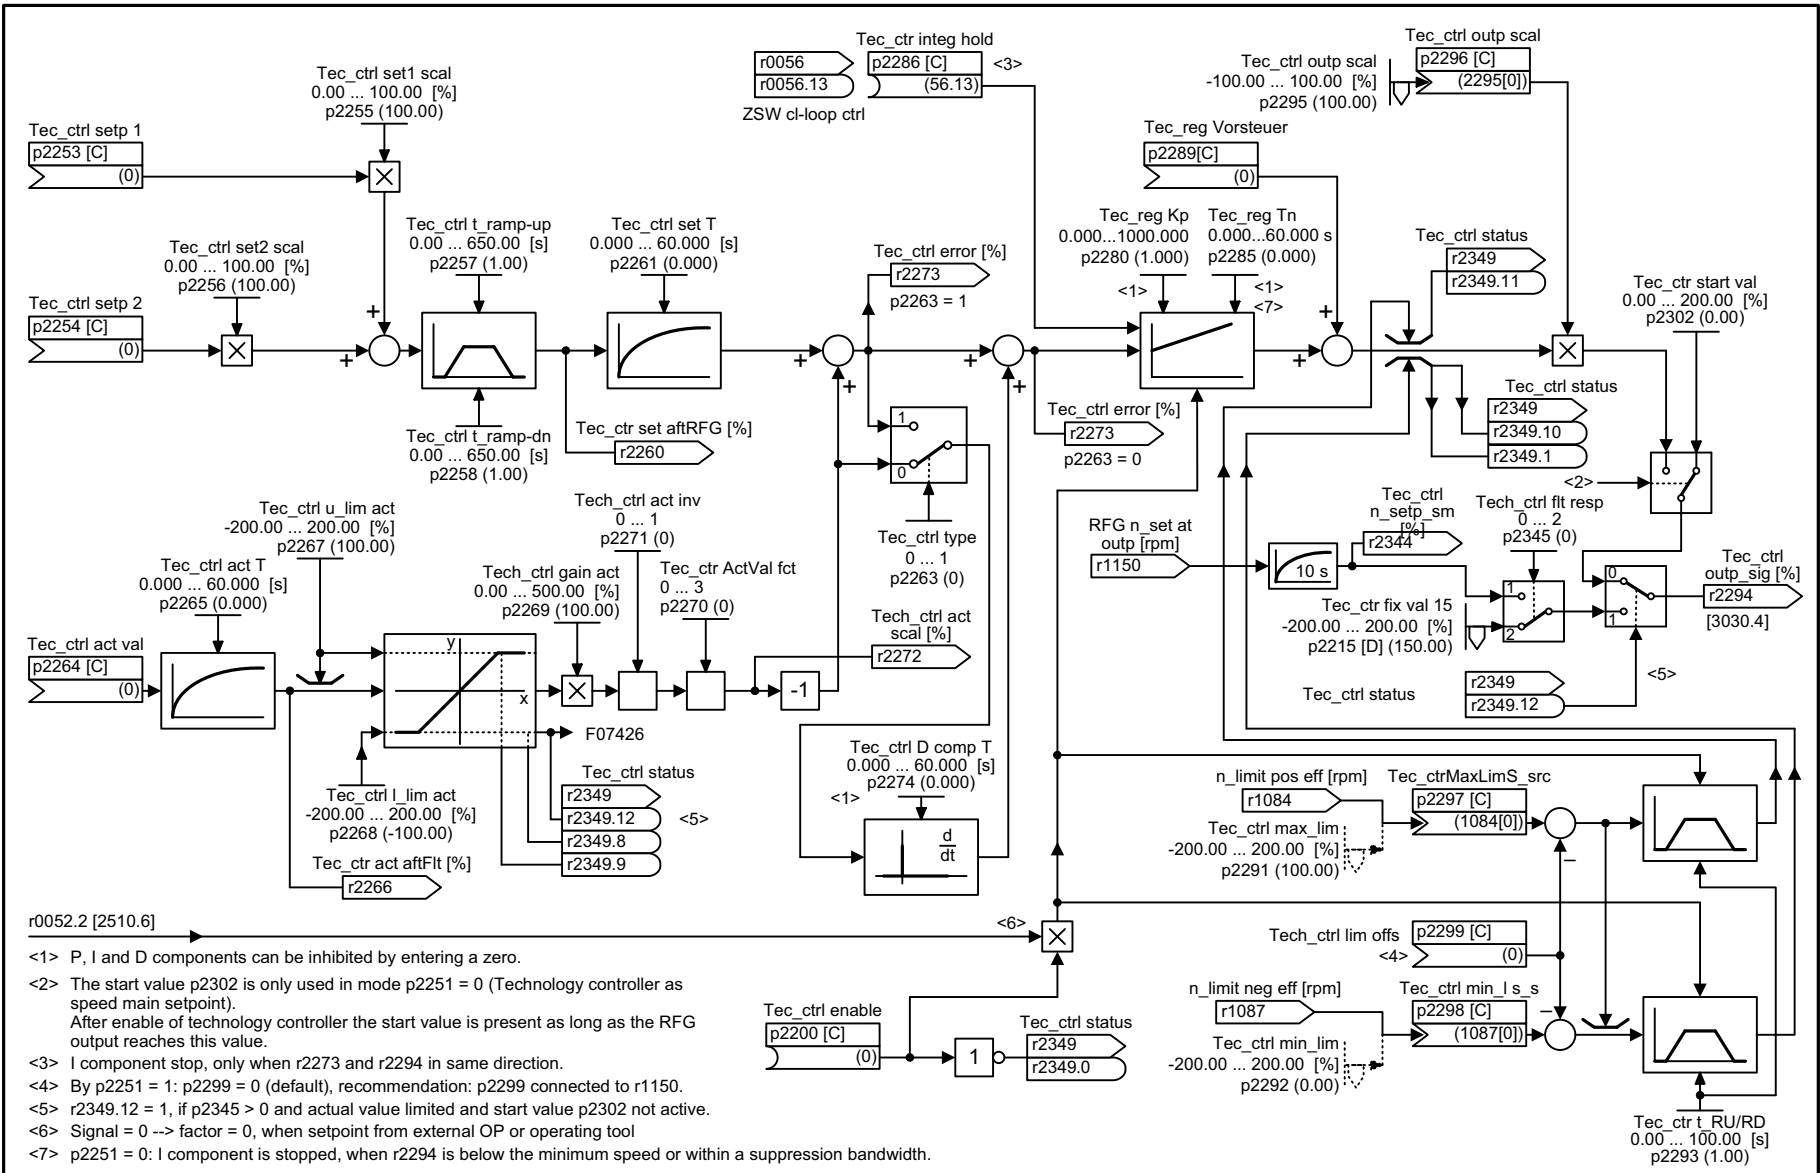 Tec_ctr integ hold
r0056
r0056.13
p2286 [C]
(56.13)
<3>
ZSW cl-loop ctrl
Tec_ctrl outp scal
p2296 [C]
(2295[0])
Tec_ctrl outp scal
-100.00 ... 100.00 [%]
p2295 (100.00)
Tec_ctrl set1 scal
0.00 ... 100.00 [%]
p2255 (100.00)
Tec_ctrl setp 1
p2253 [C]
(0)
Tec_reg Vorsteuer
p2289[C]
(0)
Tec_ctrl set2 scal
0.00 ... 100.00 [%]
p2256 (100.00)
Tec_ctrl setp 2
p2254 [C]
(0)
+
+
Tec_ctrl t_ramp-up
0.00 ... 650.00 [s]
p2257 (1.00)
Tec_ctrl t_ramp-dn
0.00 ... 650.00 [s]
p2258 (1.00)
Tec_ctrl set T
0.000 ... 60.000 [s]
p2261 (0.000)
Tec_ctr set aftRFG [%]
r2260
Tec_ctrl error [%]
r2273
p2263 = 1
+
+
+
+
Tec_ctrl error [%]
r2273
p2263 = 0
Tec_reg Kp
0.000...1000.000
p2280 (1.000)
<1>
Tec_reg Tn
0.000...60.000 s
p2285 (0.000)
<1>
<7>
+
+
Tec_ctrl status
r2349
r2349.11
Tec_ctrl status
r2349
r2349.10
r2349.1
Tec_ctr start val
0.00 ... 200.00 [%]
p2302 (0.00)
<2>
1
0
Tec_ctrl type
0 ... 1
p2263 (0)
Tec_ctrl u_lim act
-200.00 ... 200.00 [%]
p2267 (100.00)
Tec_ctrl act T
0.000 ... 60.000 [s]
p2265 (0.000)
Tec_ctrl act val
p2264 [C]
(0)
y
x
Tec_ctrl l_lim act
-200.00 ... 200.00 [%]
p2268 (-100.00)
Tec_ctr act aftFlt [%]
r2266
Tech_ctrl gain act
0.00 ... 500.00 [%]
p2269 (100.00)
Tech_ctrl act inv
0 ... 1
p2271 (0)
Tec_ctr ActVal fct
0 ... 3
p2270 (0)
Tech_ctrl act
scal [%]
r2272
-1
F07426
Tec_ctrl status
r2349
r2349.12
r2349.8
r2349.9
<5>
Tec_ctrl D comp T
0.000 ... 60.000 [s]
p2274 (0.000)
<1>
d
dt
RFG n_set at
outp [rpm]
r1150
10 s
Tec_ctrl
n_setp_sm
[%]
r2344
Tech_ctrl flt resp
0 ... 2
p2345 (0)
Tec_ctr fix val 15
-200.00 ... 200.00 [%]
p2215 [D] (150.00)
1
2
0
1
Tec_ctrl
outp_sig [%]
r2294
[3030.4]
Tec_ctrl status
r2349
r2349.12
<5>
n_limit pos eff [rpm]
r1084
Tec_ctrl max_lim
-200.00 ... 200.00 [%]
p2291 (100.00)
Tec_ctrMaxLimS_src
p2297 [C]
(1084[0])
–
Tech_ctrl lim offs
<4>
p2299 [C]
(0)
n_limit neg eff [rpm]
r1087
Tec_ctrl min_lim
-200.00 ... 200.00 [%]
p2292 (0.00)
Tec_ctrl min_l s_s
p2298 [C]
(1087[0])
–
Tec_ctr t_RU/RD
0.00 ... 100.00 [s]
p2293 (1.00)
r0052.2 [2510.6]
<6>
Tec_ctrl enable
p2200 [C]
(0)
1
Tec_ctrl status
r2349
r2349.0
<1> P, I and D components can be inhibited by entering a zero.
<2> The start value p2302 is only used in mode p2251 = 0 (Technology controller as
speed main setpoint).
After enable of technology controller the start value is present as long as the RFG
output reaches this value.
<3> I component stop, only when r2273 and r2294 in same direction.
<4> By p2251 = 1: p2299 = 0 (default), recommendation: p2299 connected to r1150.
<5> r2349.12 = 1, if p2345 > 0 and actual value limited and start value p2302 not active.
<6> Signal = 0 --> factor = 0, when setpoint from external OP or operating tool
<7> p2251 = 0: I component is stopped, when r2294 is below the minimum speed or within a suppression bandwidth.